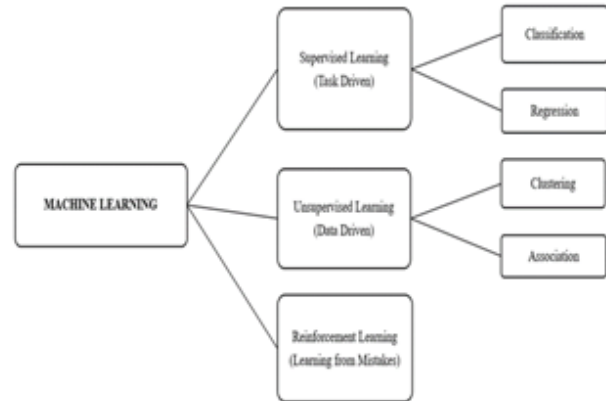 MACHINE LEARNING
Supervised Learning
(Task Driven)
Classification
Regression
Unsupervised Learning
(Data Driven)
Clustering
Association
Reinforcement Learning
(Learning from Mistakes)